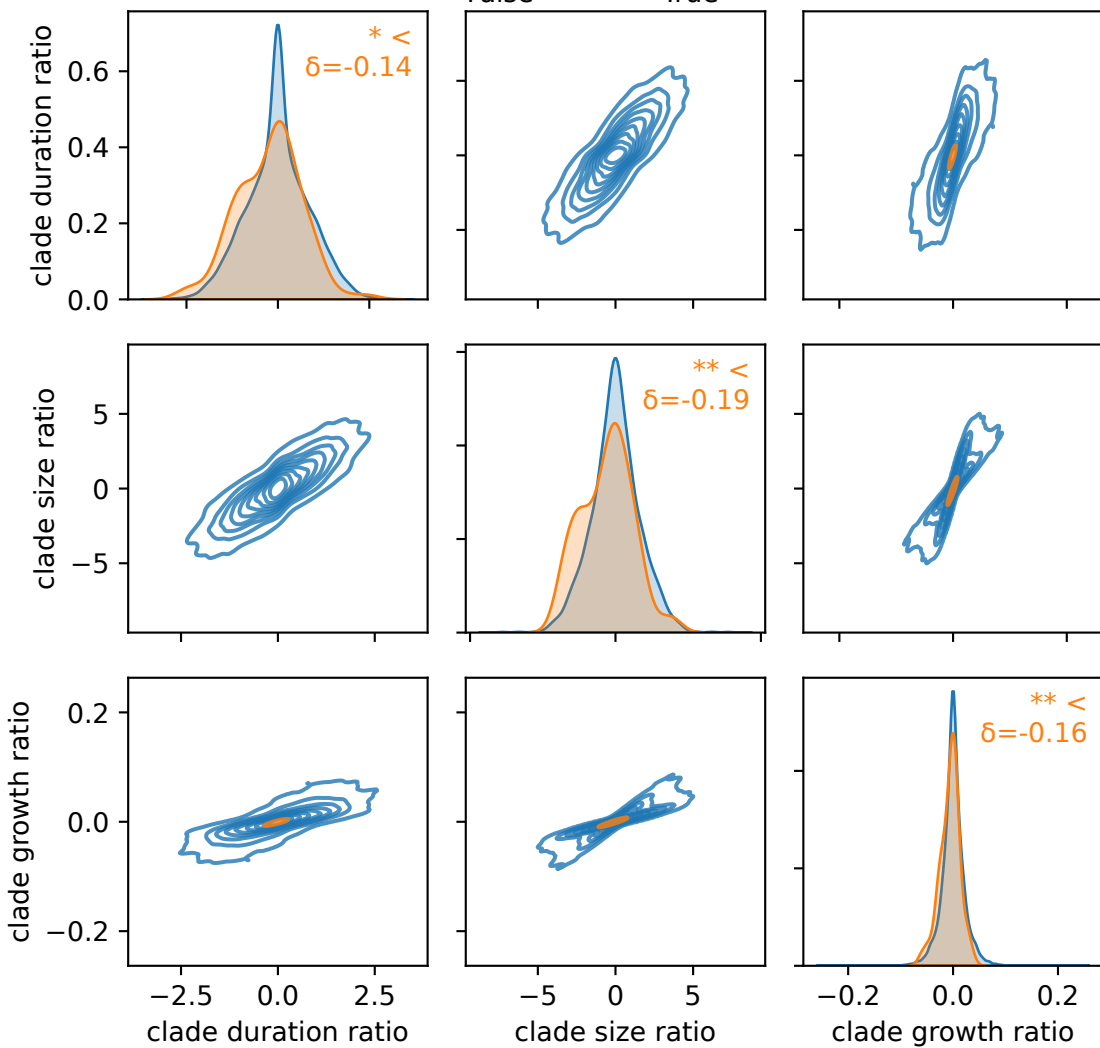 True
clade duration ratio
0.6
0.4
0.2
0.0
* <
δ=-0.14
clade size ratio
5
0
−5
** <
δ=-0.19
clade growth ratio
0.2
0.0
−0.2
** <
δ=-0.16
−2.5 0.0 2.5
−5 0 5
−0.2 0.0 0.2
clade duration ratio
clade size ratio
clade growth ratio